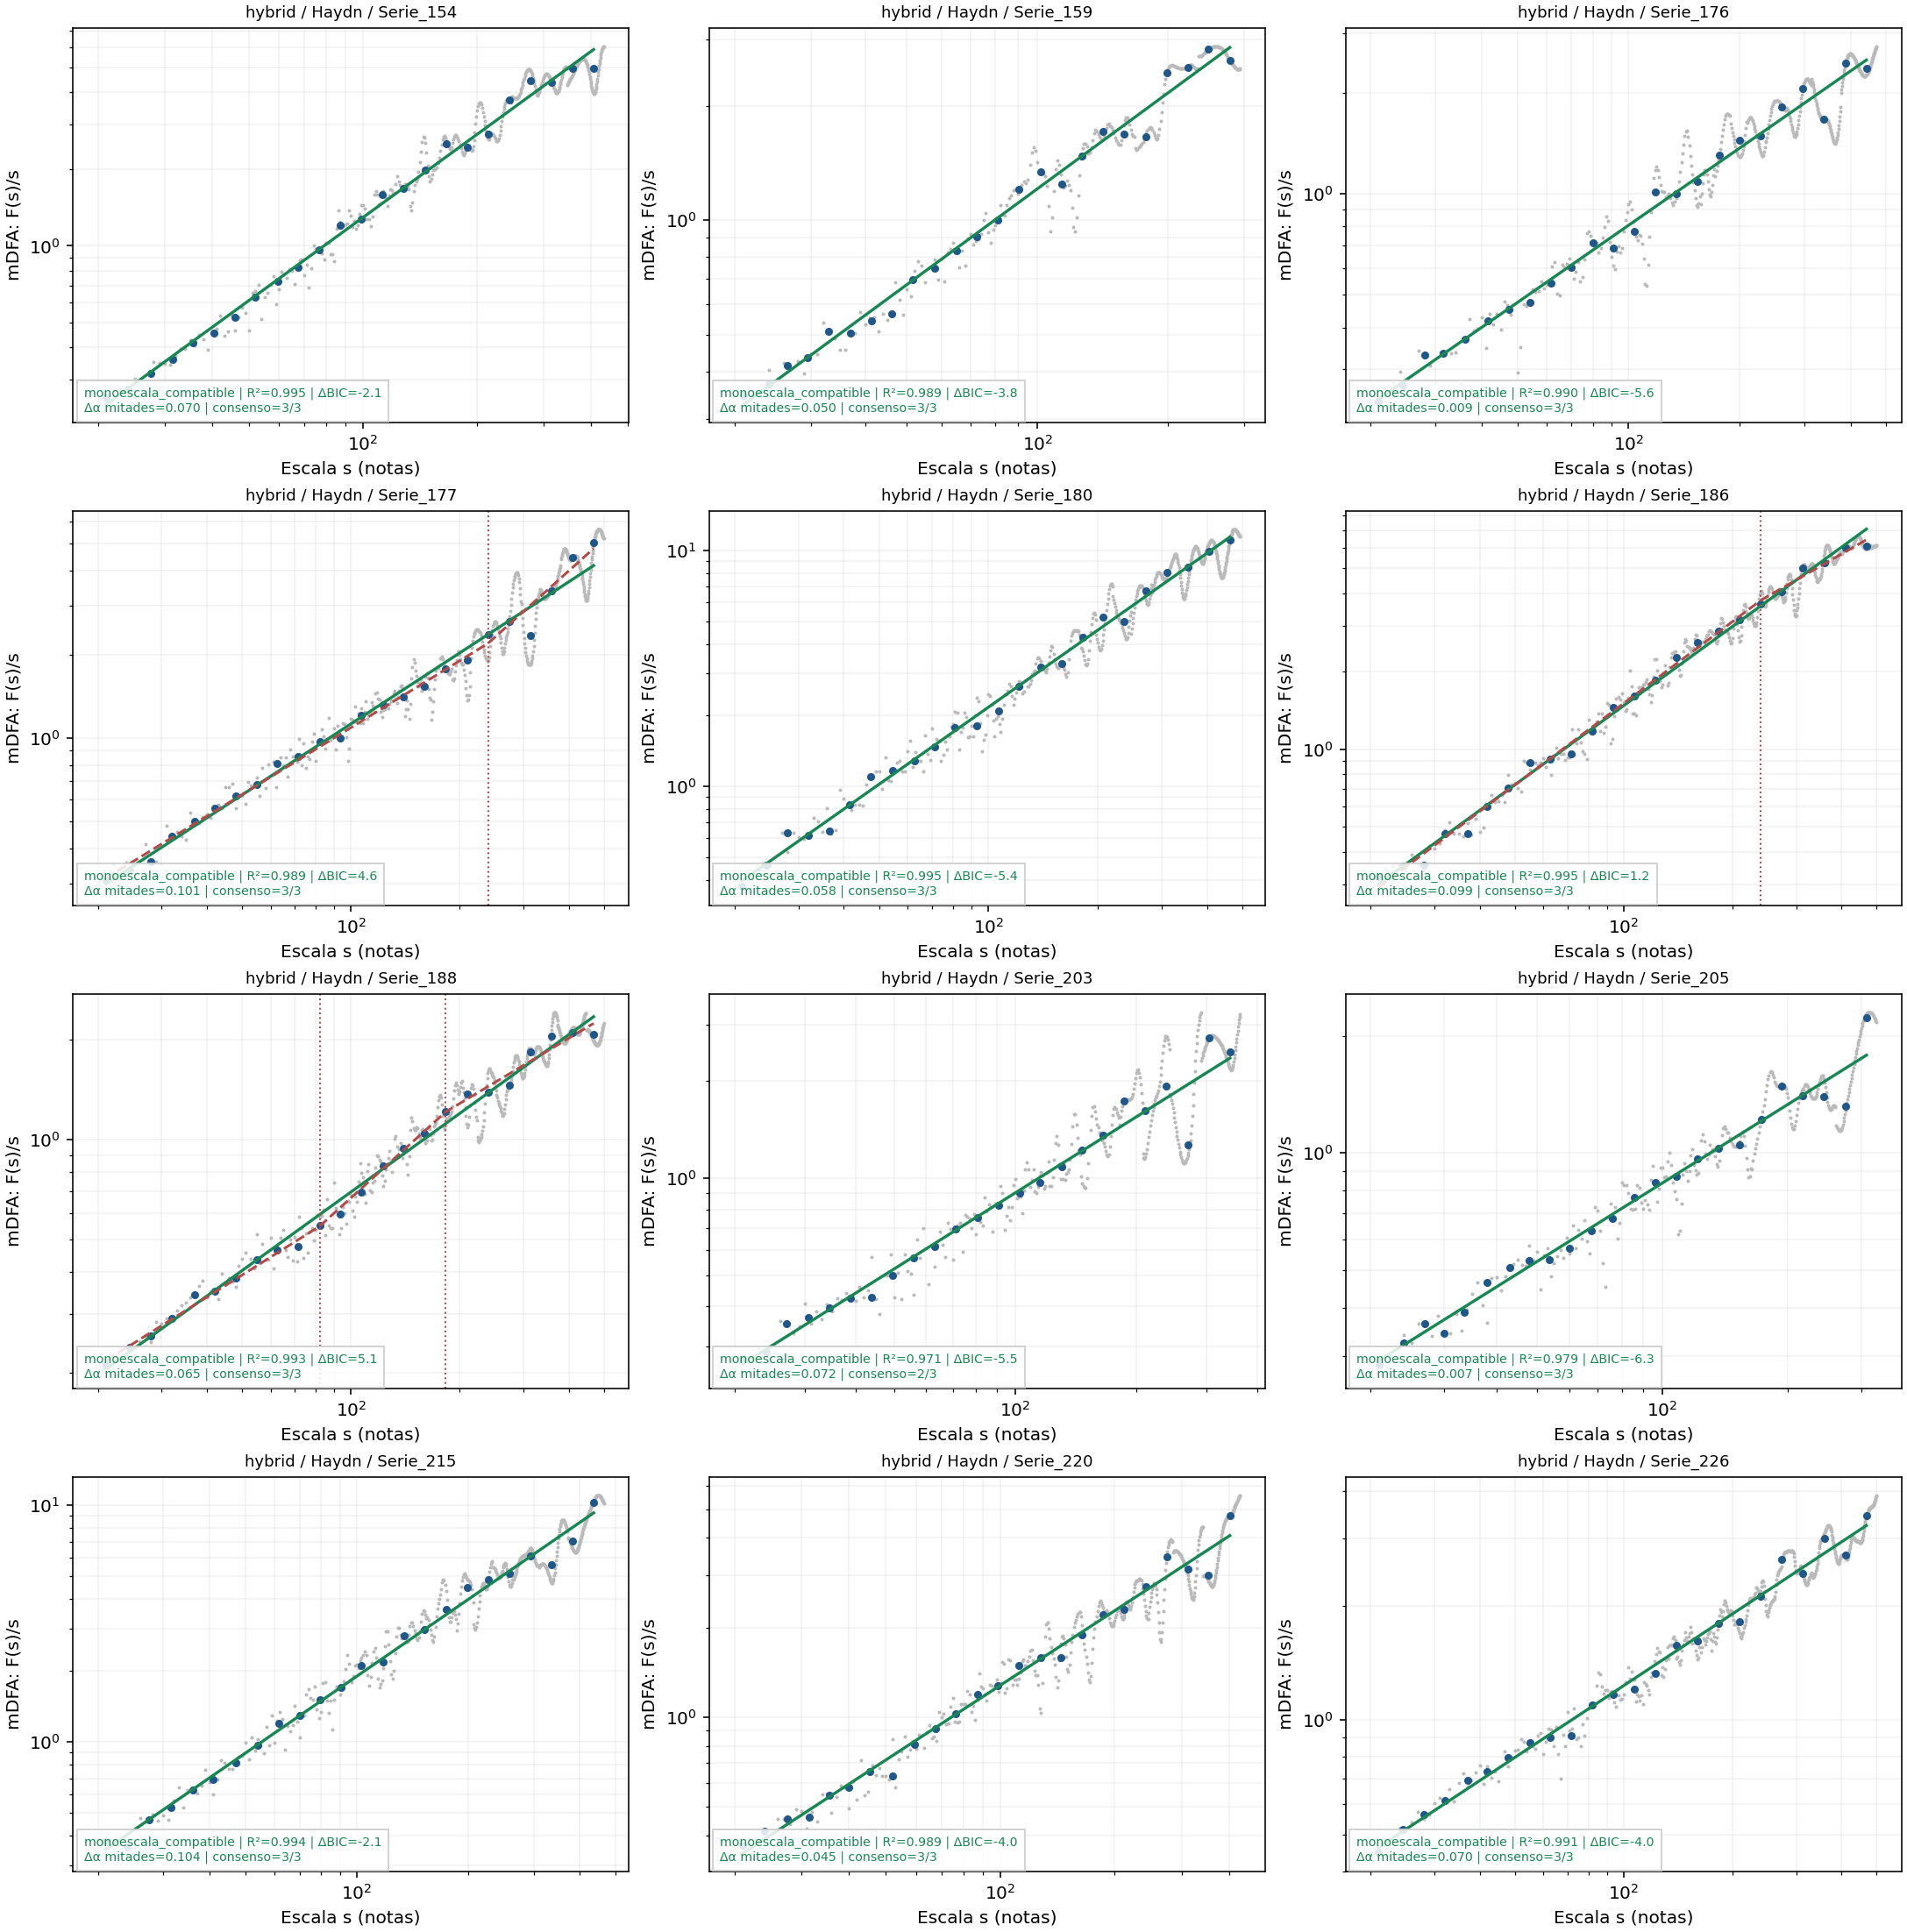 hybrid / Haydn / Serie_154
mDFA: F(s)/s
10⁰
monoescala_compatible | R²=0.995 | ΔBIC=-2.1
Δα mitades=0.070 | consenso=3/3
10²
Escala s (notas)
hybrid / Haydn / Serie_159
mDFA: F(s)/s
10⁰
monoescala_compatible | R²=0.989 | ΔBIC=-3.8
Δα mitades=0.050 | consenso=3/3
10²
Escala s (notas)
hybrid / Haydn / Serie_176
mDFA: F(s)/s
10⁰
monoescala_compatible | R²=0.990 | ΔBIC=-5.6
Δα mitades=0.009 | consenso=3/3
10²
Escala s (notas)
hybrid / Haydn / Serie_177
mDFA: F(s)/s
10⁰
monoescala_compatible | R²=0.989 | ΔBIC=4.6
Δα mitades=0.101 | consenso=3/3
10²
Escala s (notas)
hybrid / Haydn / Serie_180
mDFA: F(s)/s
10¹
10⁰
monoescala_compatible | R²=0.995 | ΔBIC=-5.4
Δα mitades=0.058 | consenso=3/3
10²
Escala s (notas)
hybrid / Haydn / Serie_186
mDFA: F(s)/s
10⁰
monoescala_compatible | R²=0.995 | ΔBIC=1.2
Δα mitades=0.099 | consenso=3/3
10²
Escala s (notas)
hybrid / Haydn / Serie_188
mDFA: F(s)/s
10⁰
monoescala_compatible | R²=0.993 | ΔBIC=5.1
Δα mitades=0.065 | consenso=3/3
10²
Escala s (notas)
hybrid / Haydn / Serie_203
mDFA: F(s)/s
10⁰
monoescala_compatible | R²=0.971 | ΔBIC=-5.5
Δα mitades=0.072 | consenso=2/3
10²
Escala s (notas)
hybrid / Haydn / Serie_205
mDFA: F(s)/s
10⁰
monoescala_compatible | R²=0.979 | ΔBIC=-6.3
Δα mitades=0.007 | consenso=3/3
10²
Escala s (notas)
hybrid / Haydn / Serie_215
mDFA: F(s)/s
10¹
10⁰
monoescala_compatible | R²=0.994 | ΔBIC=-2.1
Δα mitades=0.104 | consenso=3/3
10²
Escala s (notas)
hybrid / Haydn / Serie_220
mDFA: F(s)/s
10⁰
monoescala_compatible | R²=0.989 | ΔBIC=-4.0
Δα mitades=0.045 | consenso=3/3
10²
Escala s (notas)
hybrid / Haydn / Serie_226
mDFA: F(s)/s
10⁰
monoescala_compatible | R²=0.991 | ΔBIC=-4.0
Δα mitades=0.070 | consenso=3/3
10²
Escala s (notas)